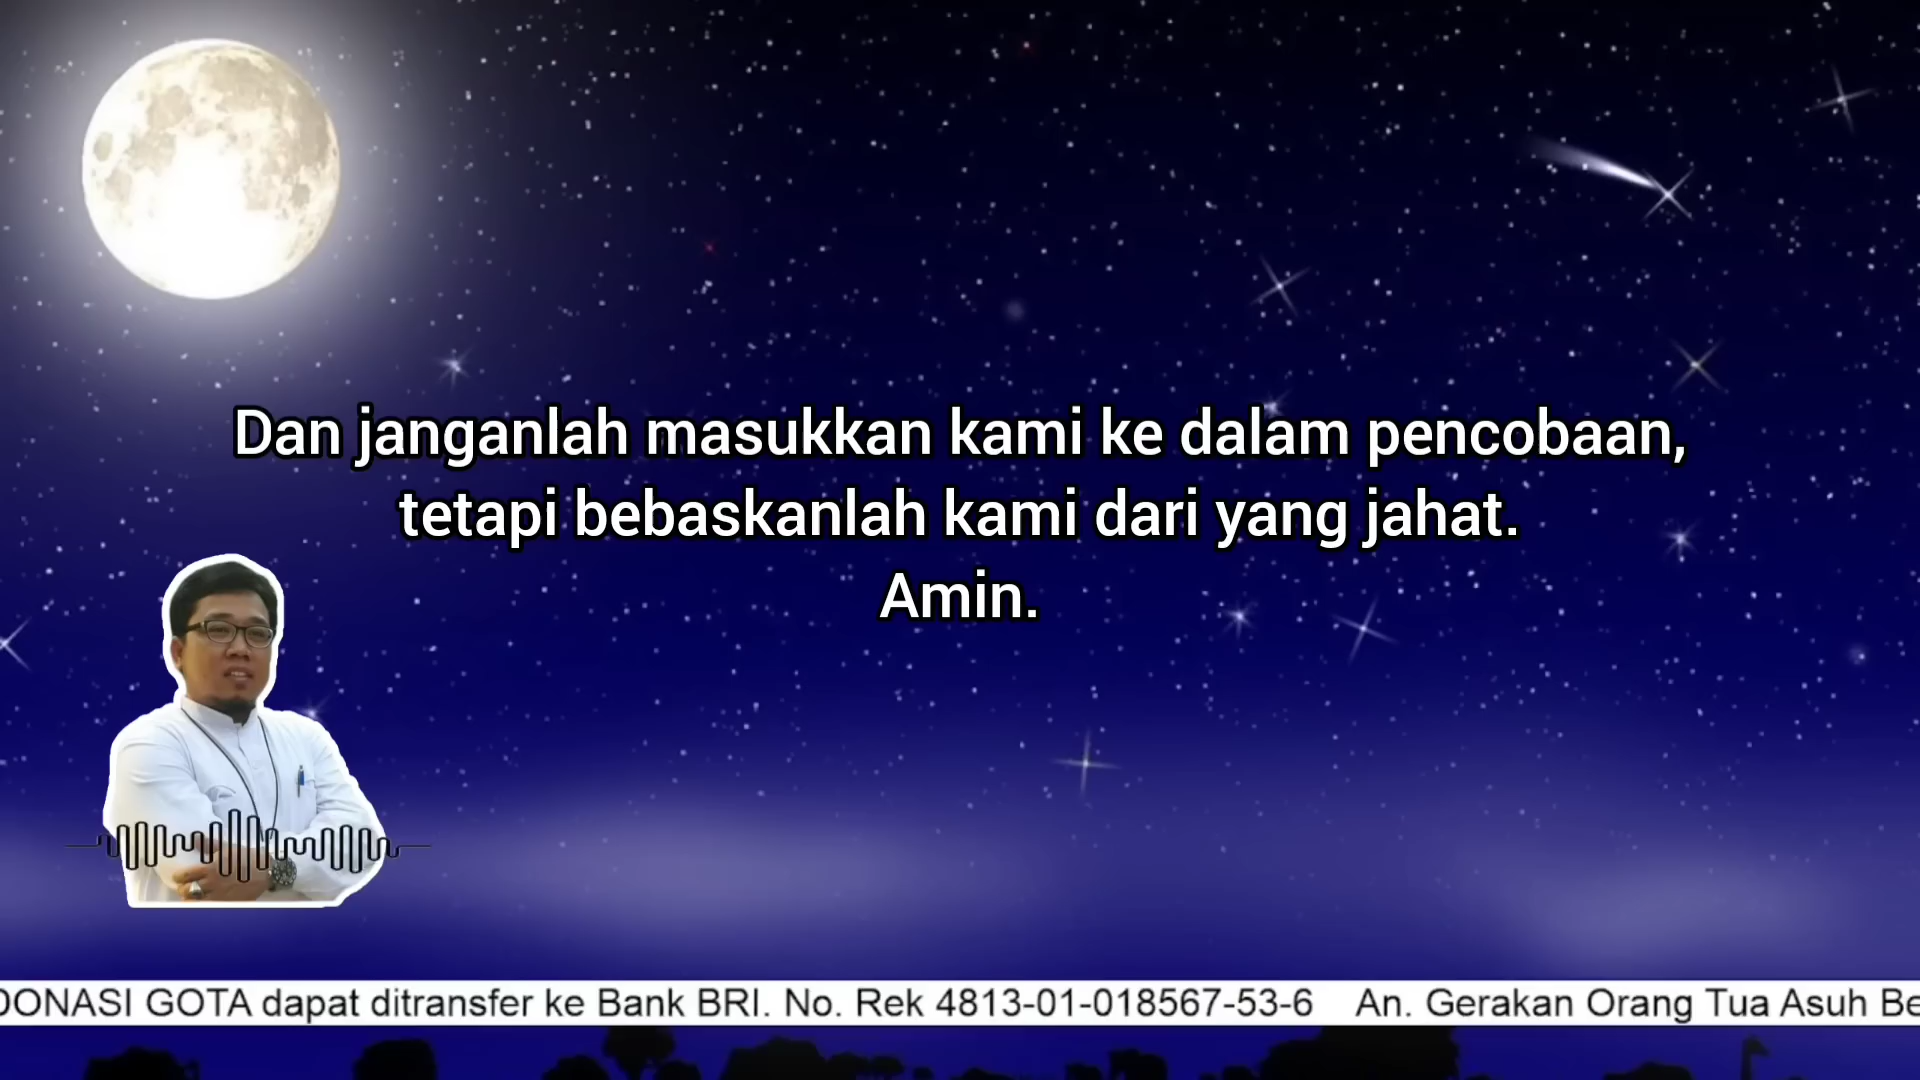 Dan janganlah masukkan kami ke dalam pencobaan,
tetapi bebaskanlah kami dari yang jahat.
Amin.
DONASI GOTA dapat ditransfer ke Bank BRI. No. Rek 4813-01-018567-53-6 An. Gerakan Orang Tua Asuh